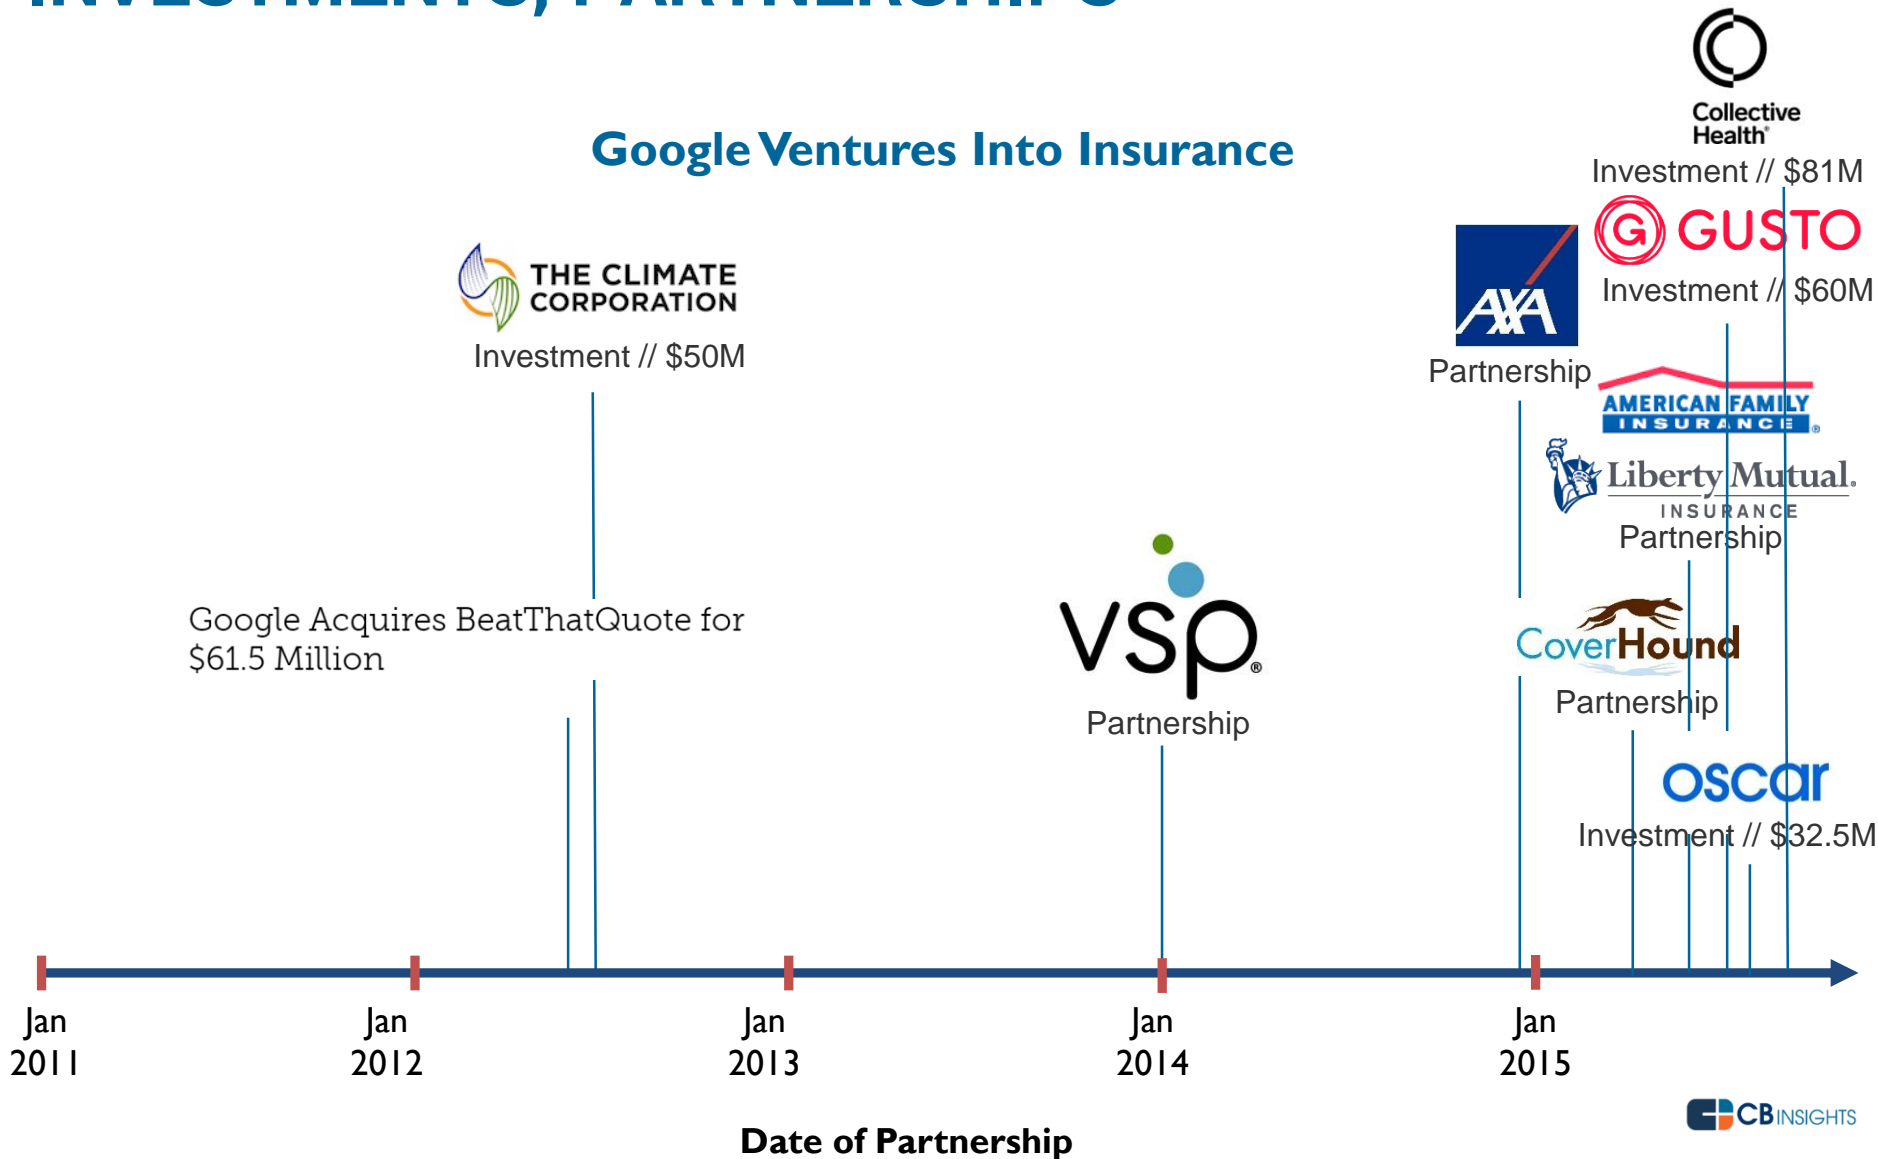 INVESTMENTS, PARTNERSHIPS
Google Ventures Into Insurance
Collective
Health®
Investment // $81M
G GUSTO
Investment // $60M
THE CLIMATE
CORPORATION
Investment // $50M
AXA
Partnership
AMERICAN FAMILY
INSURANCE®
Liberty Mutual.
INSURANCE
Partnership
Google Acquires BeatThatQuote for
$61.5 Million
vsp®
Partnership
CoverHound
Partnership
oscar
Investment // $32.5M
Jan
2011
Jan
2012
Jan
2013
Jan
2014
Jan
2015
Date of Partnership
CBINSIGHTS